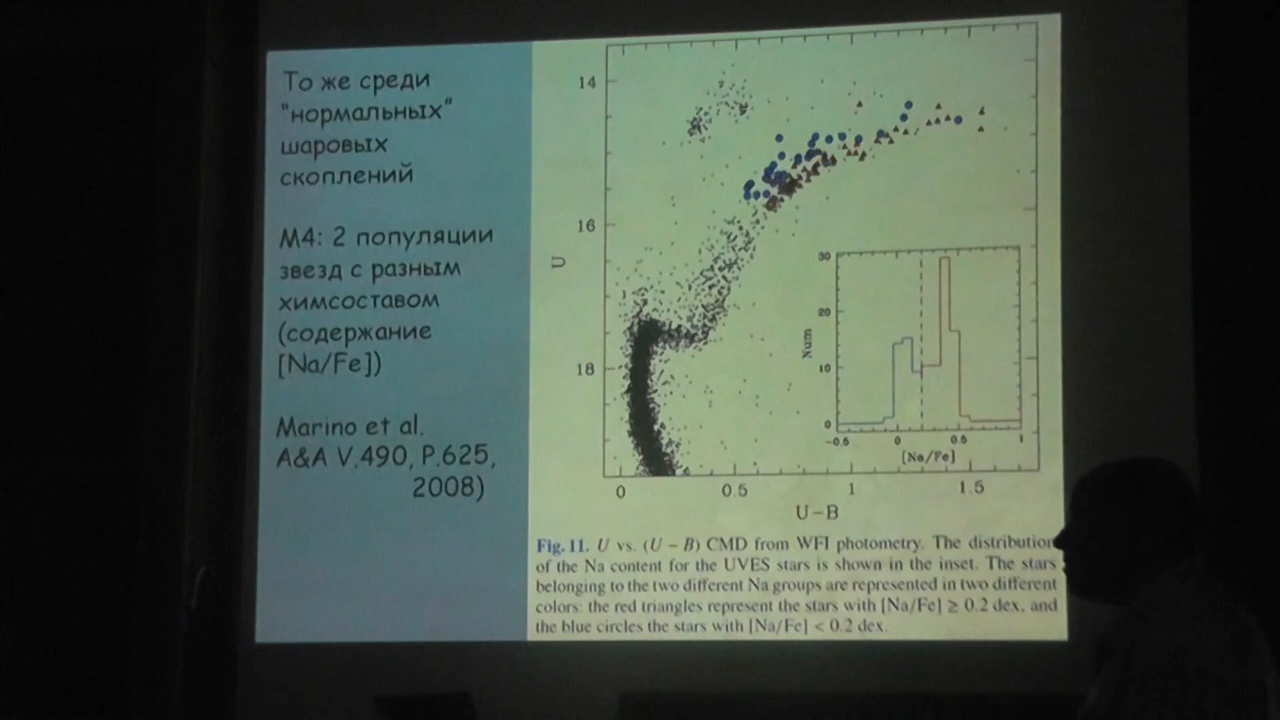 То же среди
"нормальных"
шаровых
скоплений
М4: 2 популяции
звезд с разным
химсоставом
(содержание
[Na/Fe])
Marino et al.
A&A V.490, P.625,
2008)
14
16
18
U
0
0.5
1
1.5
U-B
30
20
10
0
Num
-0.5
0
0.5
1
[Na/Fe]
Fig. 11. U vs. (U - B) CMD from WFI photometry. The distribution
of the Na content for the UVES stars is shown in the inset. The stars
belonging to the two different Na groups are represented in two different
colors: the red triangles represent the stars with [Na/Fe] ≥ 0.2 dex, and
the blue circles the stars with [Na/Fe] < 0.2 dex.